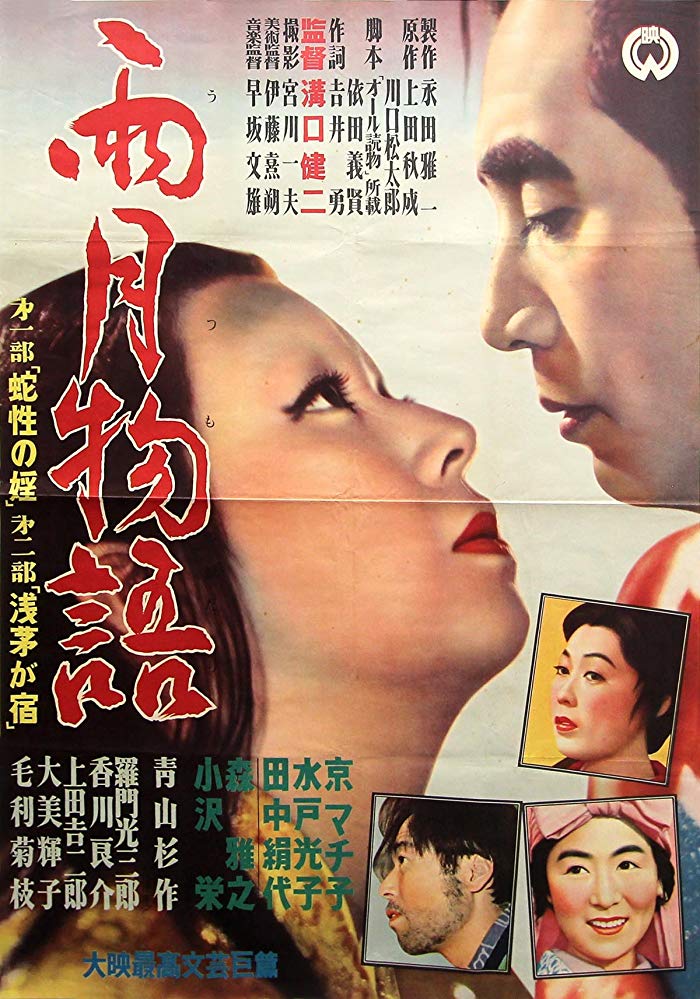 映
製作 永田雅一
原作 上田秋成
川口松太郎
「オール読物」所載
脚本 依田義賢
作詞 吉井勇
監督 溝口健二
撮影 宮川一夫
美術監督 伊藤熹朔
音楽監督 早坂文雄
雨月物語
う
つ
も
才一部「蛇性の婬」才二部「浅茅が宿」
京マチ子
水戸光子
田中絹代
森雅之
小沢栄
青山杉作
羅門光三郎
香川良介
上田吉二郎
大美輝子
毛利菊枝
大映最高文芸巨篇